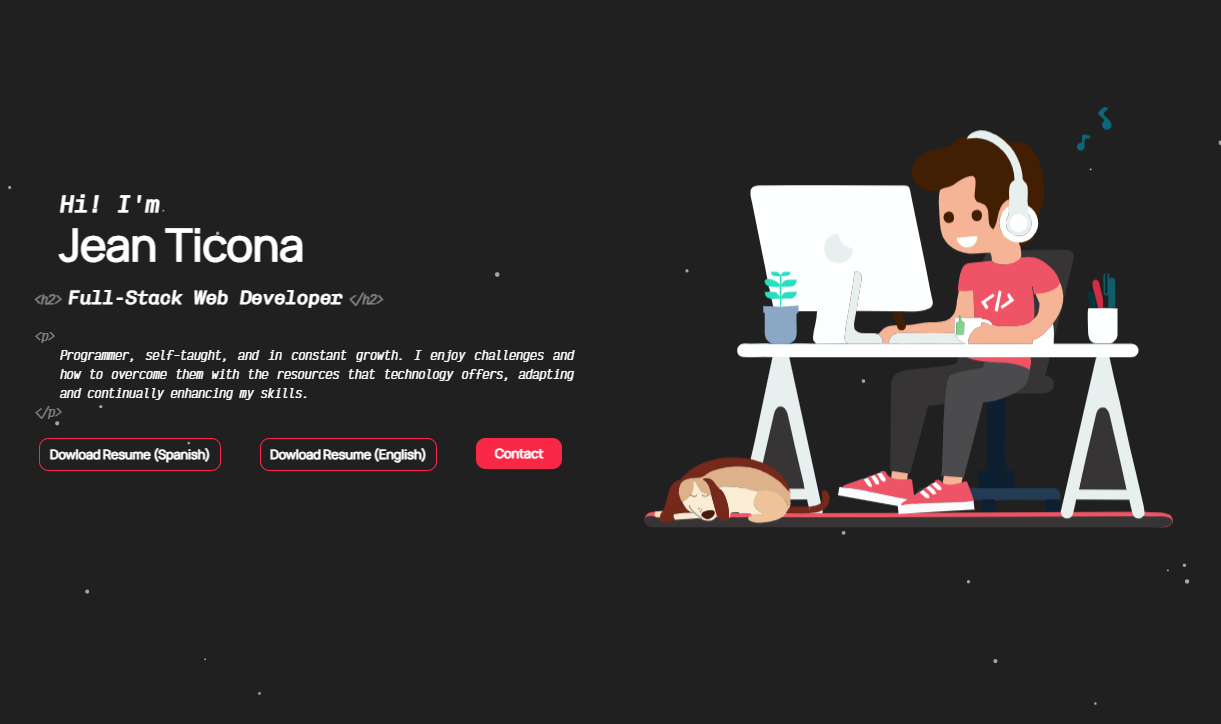 Hi! I'm
Jean Ticona
<h2> Full-Stack Web Developer </h2>
<p>
Programmer, self-taught, and in constant growth. I enjoy challenges and
how to overcome them with the resources that technology offers, adapting
and continually enhancing my skills.
</p>
Dowload Resume (Spanish) Dowload Resume (English) Contact
</>